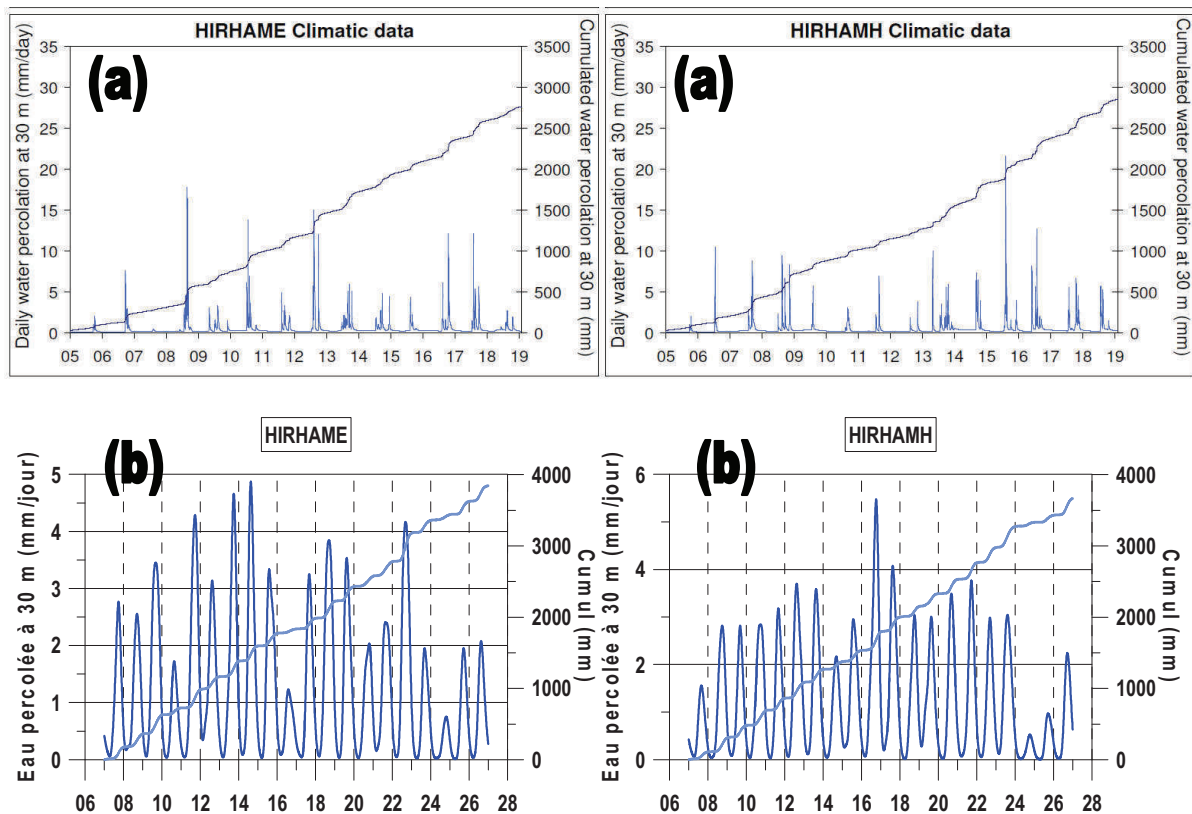 HIRHAME Climatic data
(a)
Daily water percolation at 30 m (mm/day)
35
30
25
20
15
10
5
0
3500
3000
2500
2000
1500
1000
500
0
Cumulated water percolation at 30 m (mm)
05 06 07 08 09 10 11 12 13 14 15 16 17 18 19
HIRHAMH Climatic data
(a)
Daily water percolation at 30 m (mm/day)
35
30
25
20
15
10
5
0
3500
3000
2500
2000
1500
1000
500
0
Cumulated water percolation at 30 m (mm)
05 06 07 08 09 10 11 12 13 14 15 16 17 18 19
HIRHAME
(b)
Eau percolée à 30 m (mm/jour)
5
4
3
2
1
0
4000
3000
2000
1000
0
Cumul (mm)
06 08 10 12 14 16 18 20 22 24 26 28
HIRHAMH
(b)
Eau percolée à 30 m (mm/jour)
6
4
2
0
4000
3000
2000
1000
0
Cumul (mm)
06 08 10 12 14 16 18 20 22 24 26 28